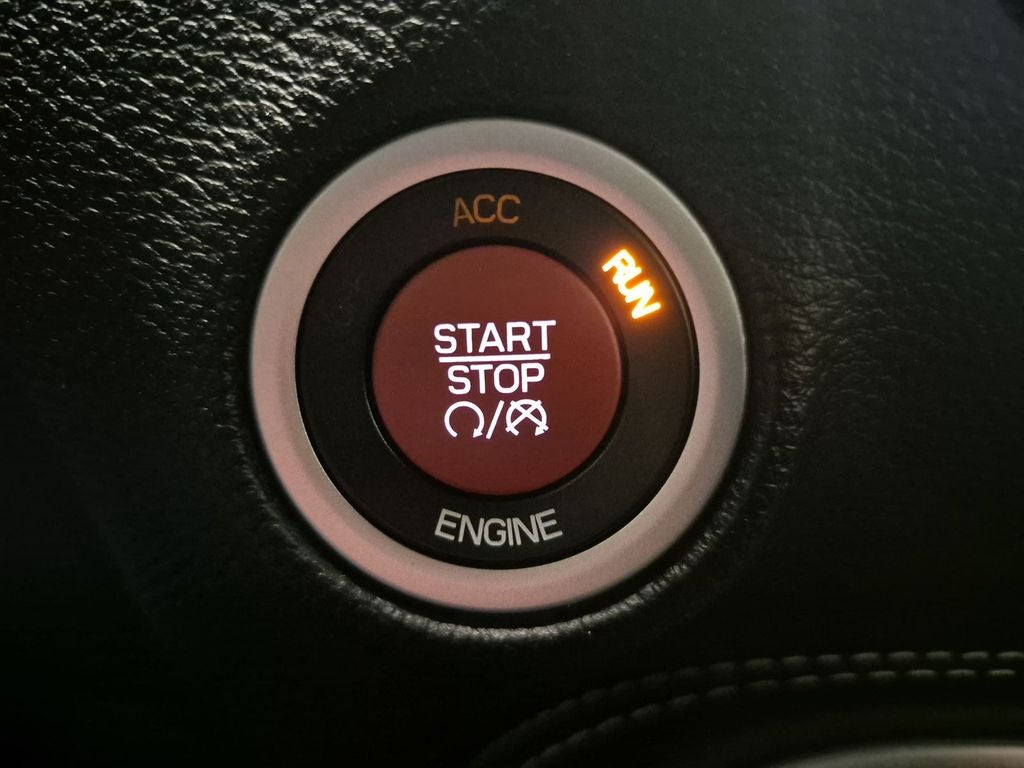 ACC
RUN
START
STOP
/
ENGINE